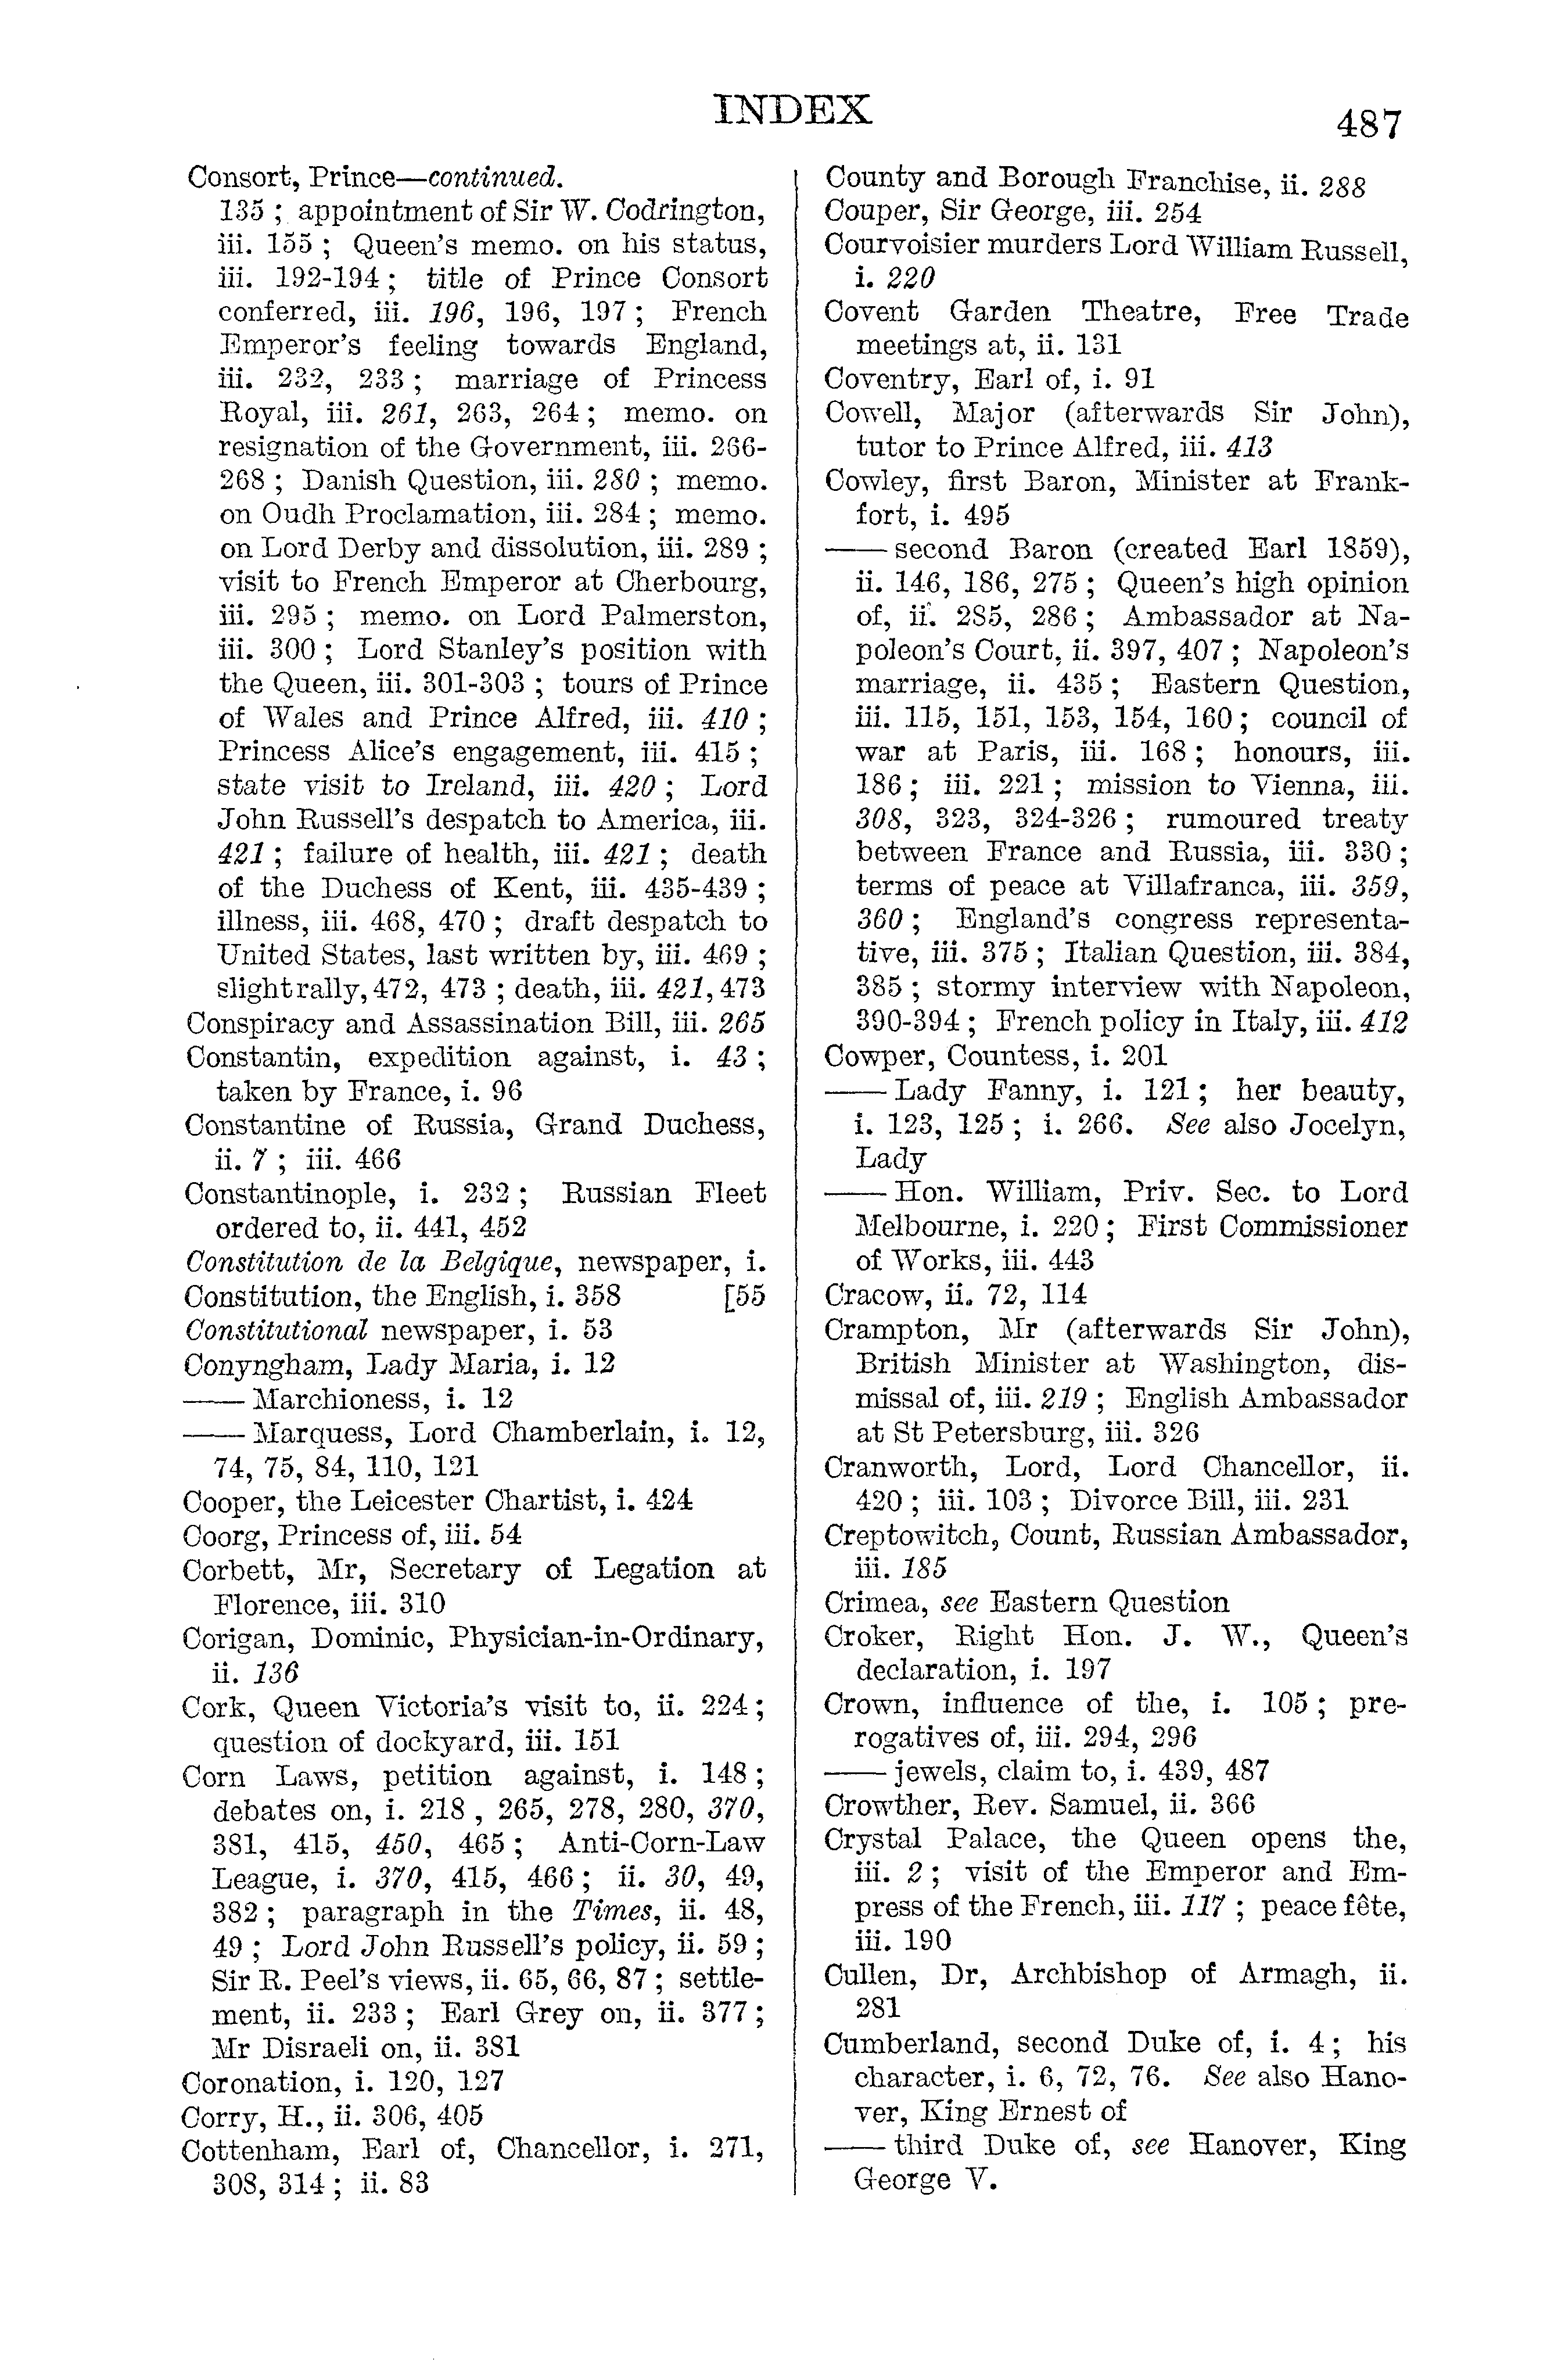 INDEX
487
Consort, Prince—continued.
135 ; appointment of Sir W. Codrington,
iii. 155 ; Queen's memo. on his status,
iii. 192-194 ; title of Prince Consort
conferred, iii. 196, 196, 197 ; French
Emperor's feeling towards England,
iii. 232, 233 ; marriage of Princess
Royal, iii. 261, 263, 264 ; memo. on
resignation of the Government, iii. 266-
268 ; Danish Question, iii. 280 ; memo.
on Oudh Proclamation, iii. 284 ; memo.
on Lord Derby and dissolution, iii. 289 ;
visit to French Emperor at Cherbourg,
iii. 295 ; memo. on Lord Palmerston,
iii. 300 ; Lord Stanley's position with
the Queen, iii. 301-303 ; tours of Prince
of Wales and Prince Alfred, iii. 410 ;
Princess Alice's engagement, iii. 415 ;
state visit to Ireland, iii. 420 ; Lord
John Russell's despatch to America, iii.
421 ; failure of health, iii. 421 ; death
of the Duchess of Kent, iii. 435-439 ;
illness, iii. 468, 470 ; draft despatch to
United States, last written by, iii. 469 ;
slight rally, 472, 473 ; death, iii. 421, 473
Conspiracy and Assassination Bill, iii. 265
Constantin, expedition against, i. 43 ;
taken by France, i. 96
Constantine of Russia, Grand Duchess,
ii. 7 ; iii. 466
Constantinople, i. 232 ; Russian Fleet
ordered to, ii. 441, 452
Constitution de la Belgique, newspaper, i.
Constitution, the English, i. 358 [55
Constitutional newspaper, i. 53
Conyngham, Lady Maria, i. 12
—— Marchioness, i. 12
—— Marquess, Lord Chamberlain, i. 12,
74, 75, 84, 110, 121
Cooper, the Leicester Chartist, i. 424
Coorg, Princess of, iii. 54
Corbett, Mr, Secretary of Legation at
Florence, iii. 310
Corigan, Dominic, Physician-in-Ordinary,
ii. 136
Cork, Queen Victoria's visit to, ii. 224 ;
question of dockyard, iii. 151
Corn Laws, petition against, i. 148 ;
debates on, i. 218 , 265, 278, 280, 370,
381, 415, 450, 465 ; Anti-Corn-Law
League, i. 370, 415, 466 ; ii. 30, 49,
382 ; paragraph in the Times, ii. 48,
49 ; Lord John Russell's policy, ii. 59 ;
Sir R. Peel's views, ii. 65, 66, 87 ; settle-
ment, ii. 233 ; Earl Grey on, ii. 377 ;
Mr Disraeli on, ii. 381
Coronation, i. 120, 127
Corry, H., ii. 306, 405
Cottenham, Earl of, Chancellor, i. 271,
308, 314 ; ii. 83
County and Borough Franchise, ii. 288
Couper, Sir George, iii. 254
Courvoisier murders Lord William Russell,
i. 220
Covent Garden Theatre, Free Trade
meetings at, ii. 131
Coventry, Earl of, i. 91
Cowell, Major (afterwards Sir John),
tutor to Prince Alfred, iii. 413
Cowley, first Baron, Minister at Frank-
fort, i. 495
—— second Baron (created Earl 1859),
ii. 146, 186, 275 ; Queen's high opinion
of, ii. 285, 286 ; Ambassador at Na-
poleon's Court, ii. 397, 407 ; Napoleon's
marriage, ii. 435 ; Eastern Question,
iii. 115, 151, 153, 154, 160 ; council of
war at Paris, iii. 168 ; honours, iii.
186 ; iii. 221 ; mission to Vienna, iii.
308, 323, 324-326 ; rumoured treaty
between France and Russia, iii. 330 ;
terms of peace at Villafranca, iii. 359,
360 ; England's congress representa-
tive, iii. 375 ; Italian Question, iii. 384,
385 ; stormy interview with Napoleon,
390-394 ; French policy in Italy, iii. 412
Cowper, Countess, i. 201
—— Lady Fanny, i. 121 ; her beauty,
i. 123, 125 ; i. 266. See also Jocelyn,
Lady
—— Hon. William, Priv. Sec. to Lord
Melbourne, i. 220 ; First Commissioner
of Works, iii. 443
Cracow, ii. 72, 114
Crampton, Mr (afterwards Sir John),
British Minister at Washington, dis-
missal of, iii. 219 ; English Ambassador
at St Petersburg, iii. 326
Cranworth, Lord, Lord Chancellor, ii.
420 ; iii. 103 ; Divorce Bill, iii. 231
Creptowitch, Count, Russian Ambassador,
iii. 185
Crimea, see Eastern Question
Croker, Right Hon. J. W., Queen's
declaration, i. 197
Crown, influence of the, i. 105 ; pre-
rogatives of, iii. 294, 296
—— jewels, claim to, i. 439, 487
Crowther, Rev. Samuel, ii. 366
Crystal Palace, the Queen opens the,
iii. 2 ; visit of the Emperor and Em-
press of the French, iii. 117 ; peace fête,
iii. 190
Cullen, Dr, Archbishop of Armagh, ii.
281
Cumberland, second Duke of, i. 4 ; his
character, i. 6, 72, 76. See also Hano-
ver, King Ernest of
—— third Duke of, see Hanover, King
George V.